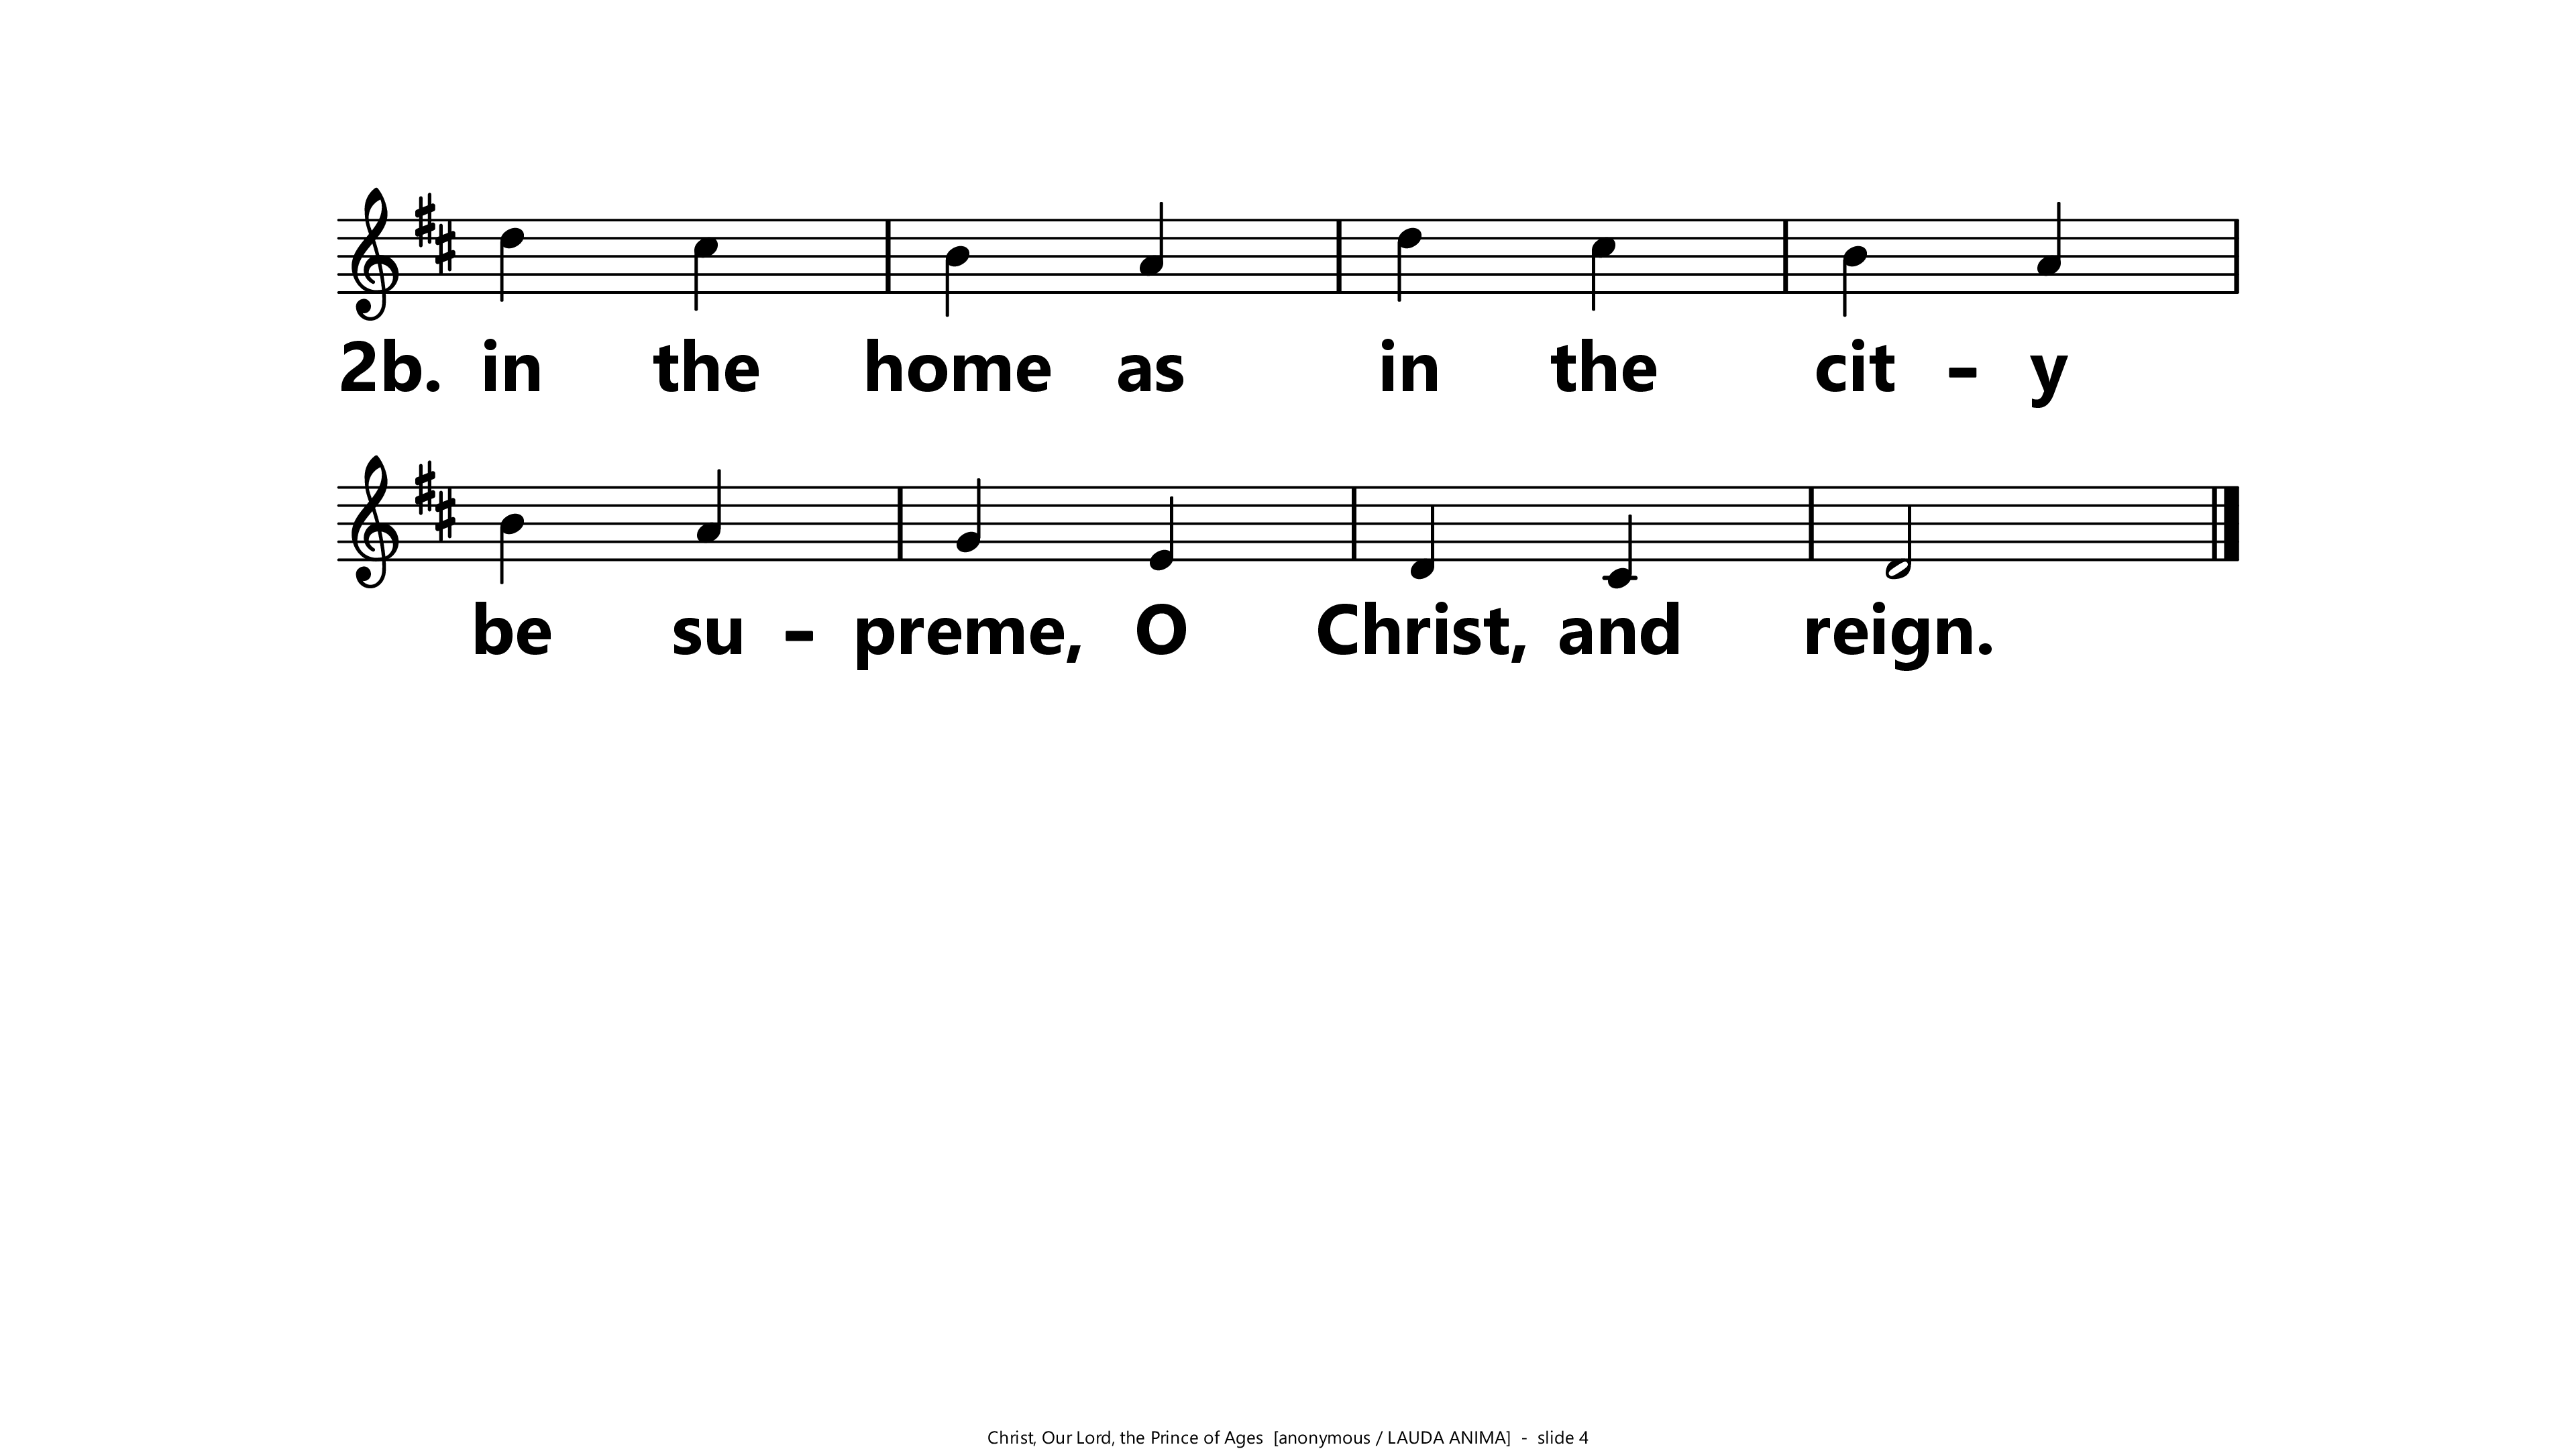 2b. in the home as in the cit - y
be su - preme, O Christ, and reign.
Christ, Our Lord, the Prince of Ages [anonymous / LAUDA ANIMA] - slide 4